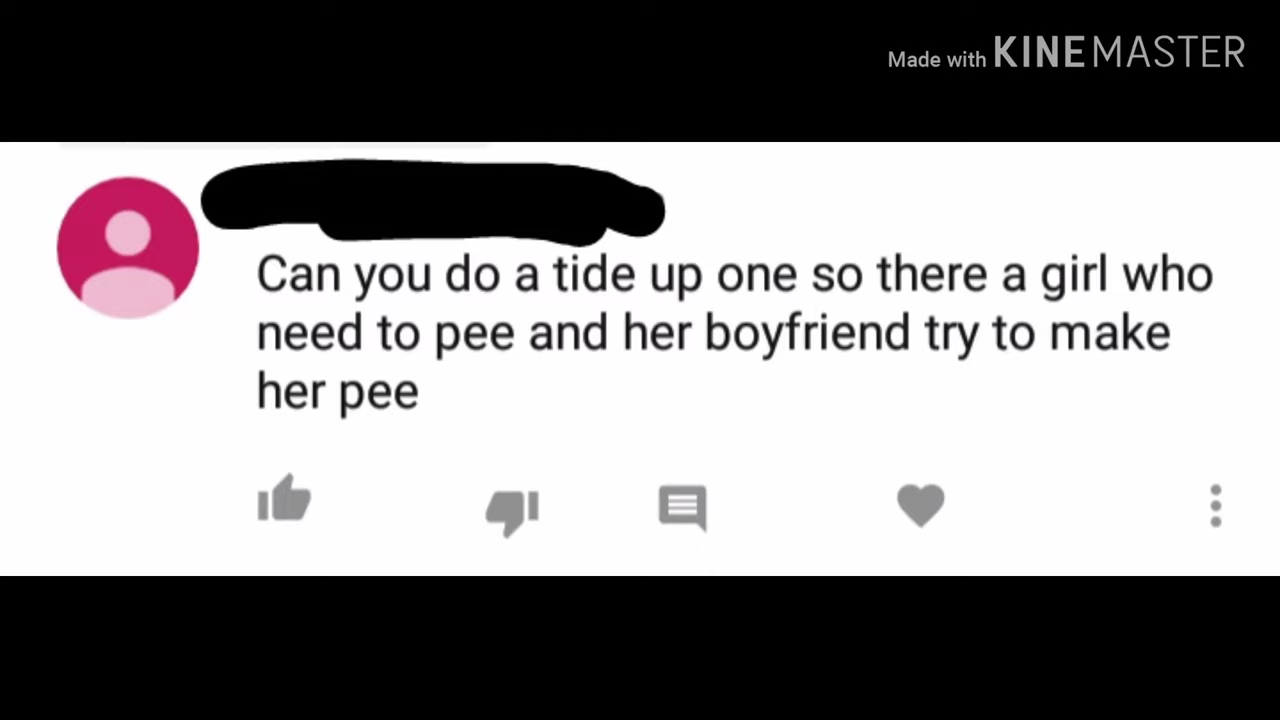 Made with KINEMASTER
Can you do a tide up one so there a girl who
need to pee and her boyfriend try to make
her pee